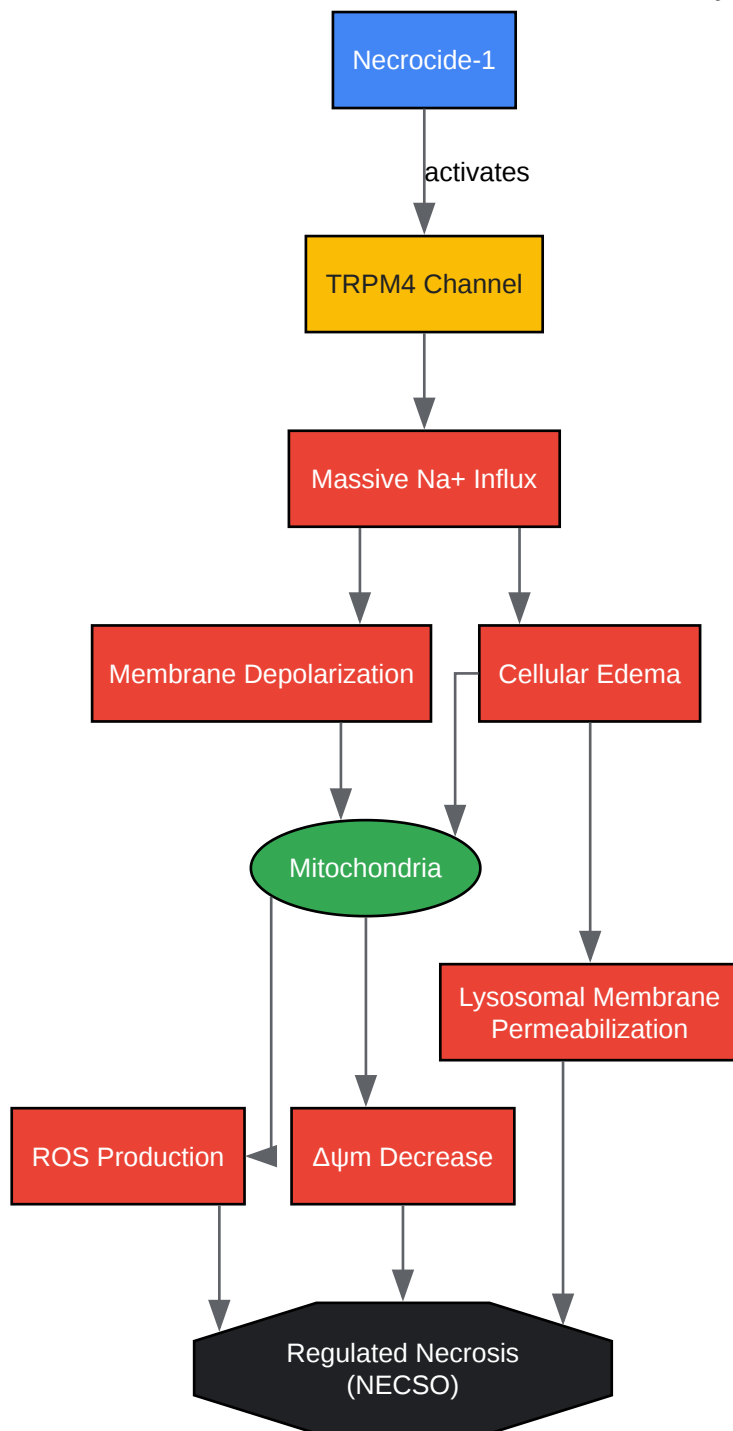 Necrocide-1
activates
TRPM4 Channel
Massive Na+ Influx
Membrane Depolarization
Cellular Edema
Mitochondria
Lysosomal Membrane
Permeabilization
ROS Production
Δψm Decrease
Regulated Necrosis
(NECSO)